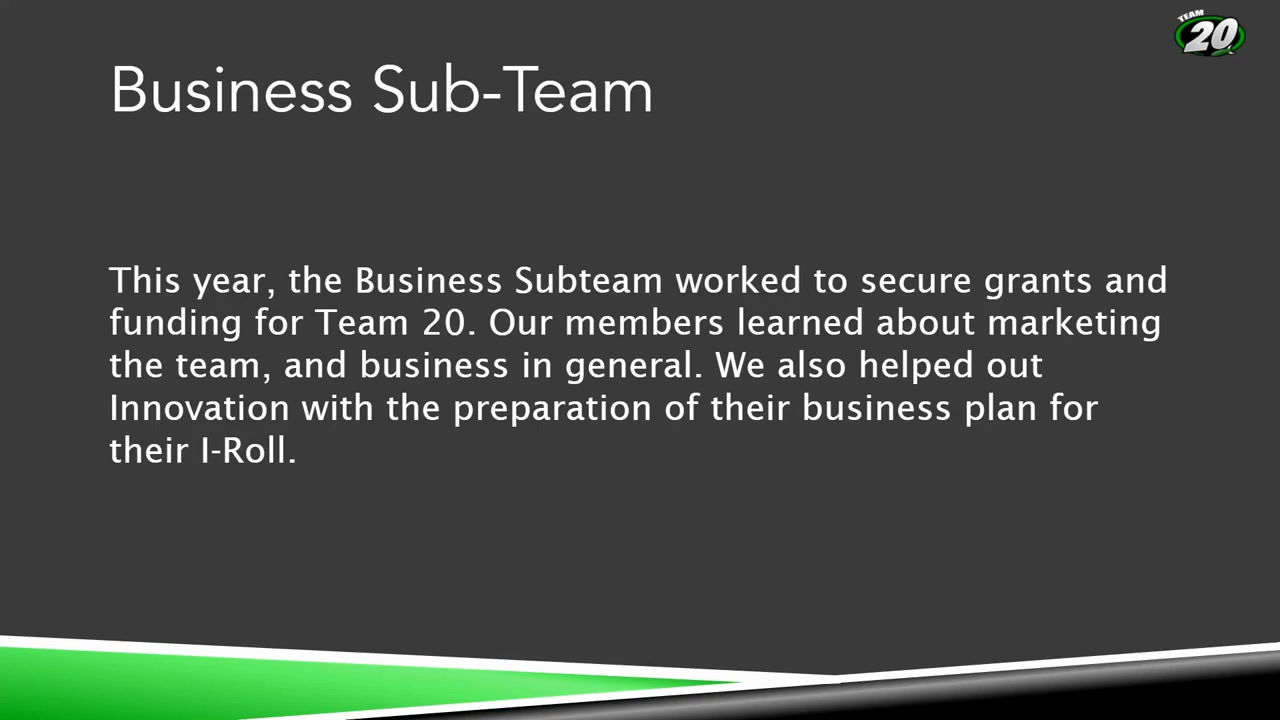 TEAM
20
Business Sub-Team
This year, the Business Subteam worked to secure grants and
funding for Team 20. Our members learned about marketing
the team, and business in general. We also helped out
Innovation with the preparation of their business plan for
their I-Roll.